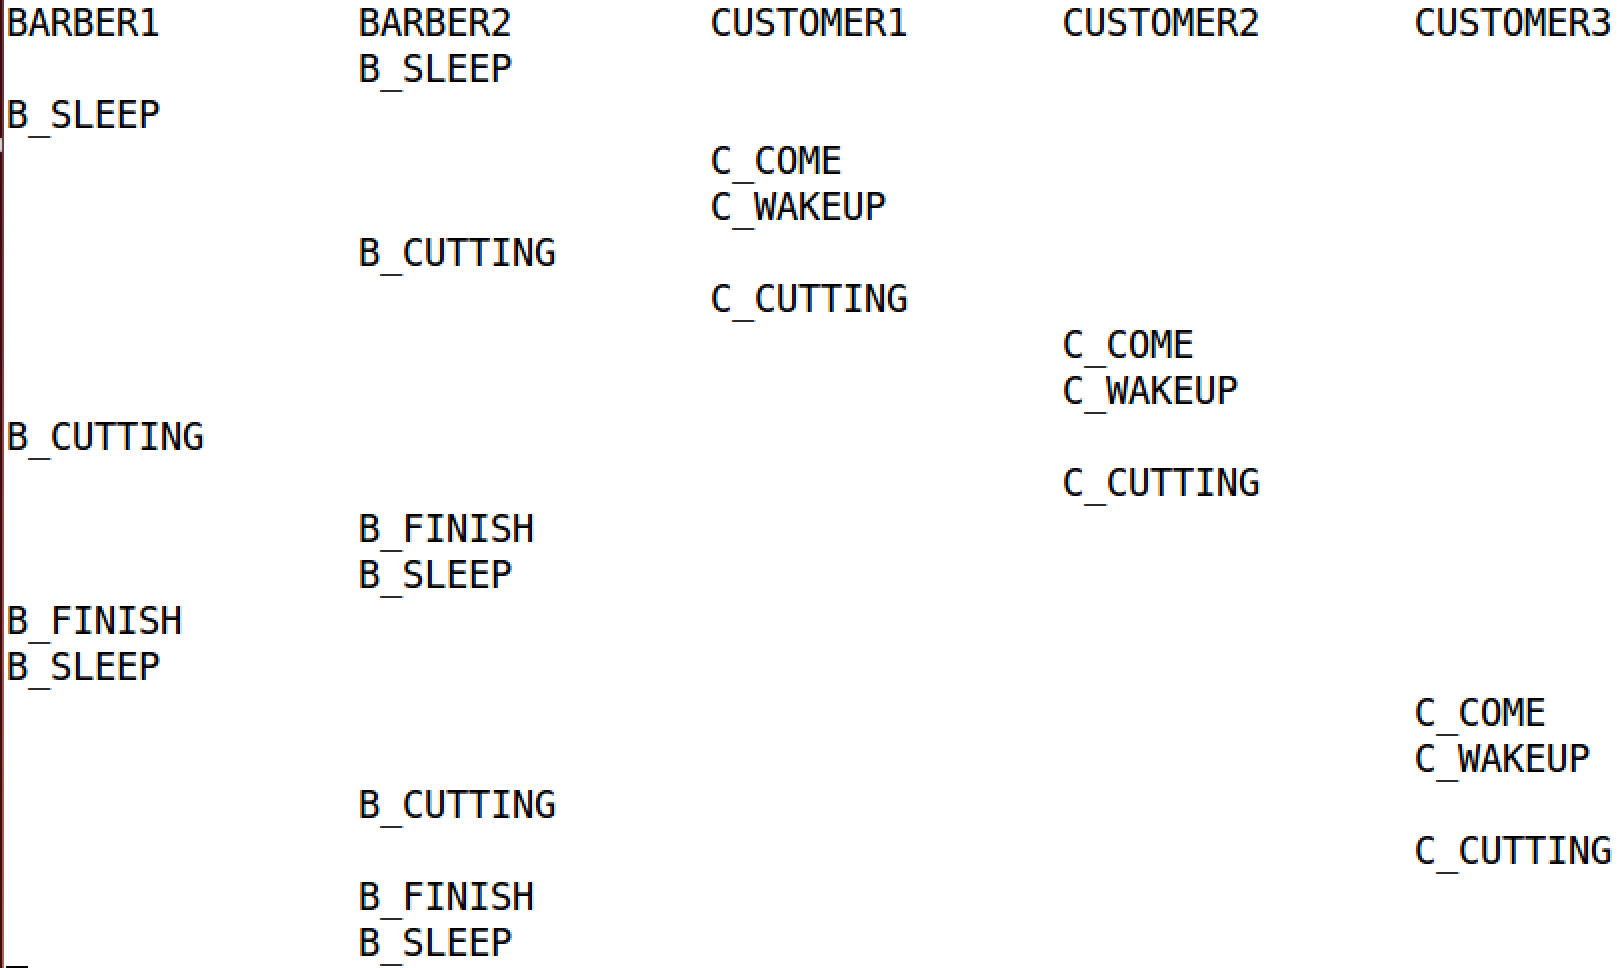 BARBER1 BARBER2 CUSTOMER1 CUSTOMER2 CUSTOMER3
B_SLEEP
B_SLEEP
C_COME
C_WAKEUP
B_CUTTING
C_CUTTING
C_COME
C_WAKEUP
B_CUTTING
C_CUTTING
B_FINISH
B_SLEEP
B_FINISH
B_SLEEP
C_COME
C_WAKEUP
B_CUTTING
C_CUTTING
B_FINISH
B_SLEEP
_